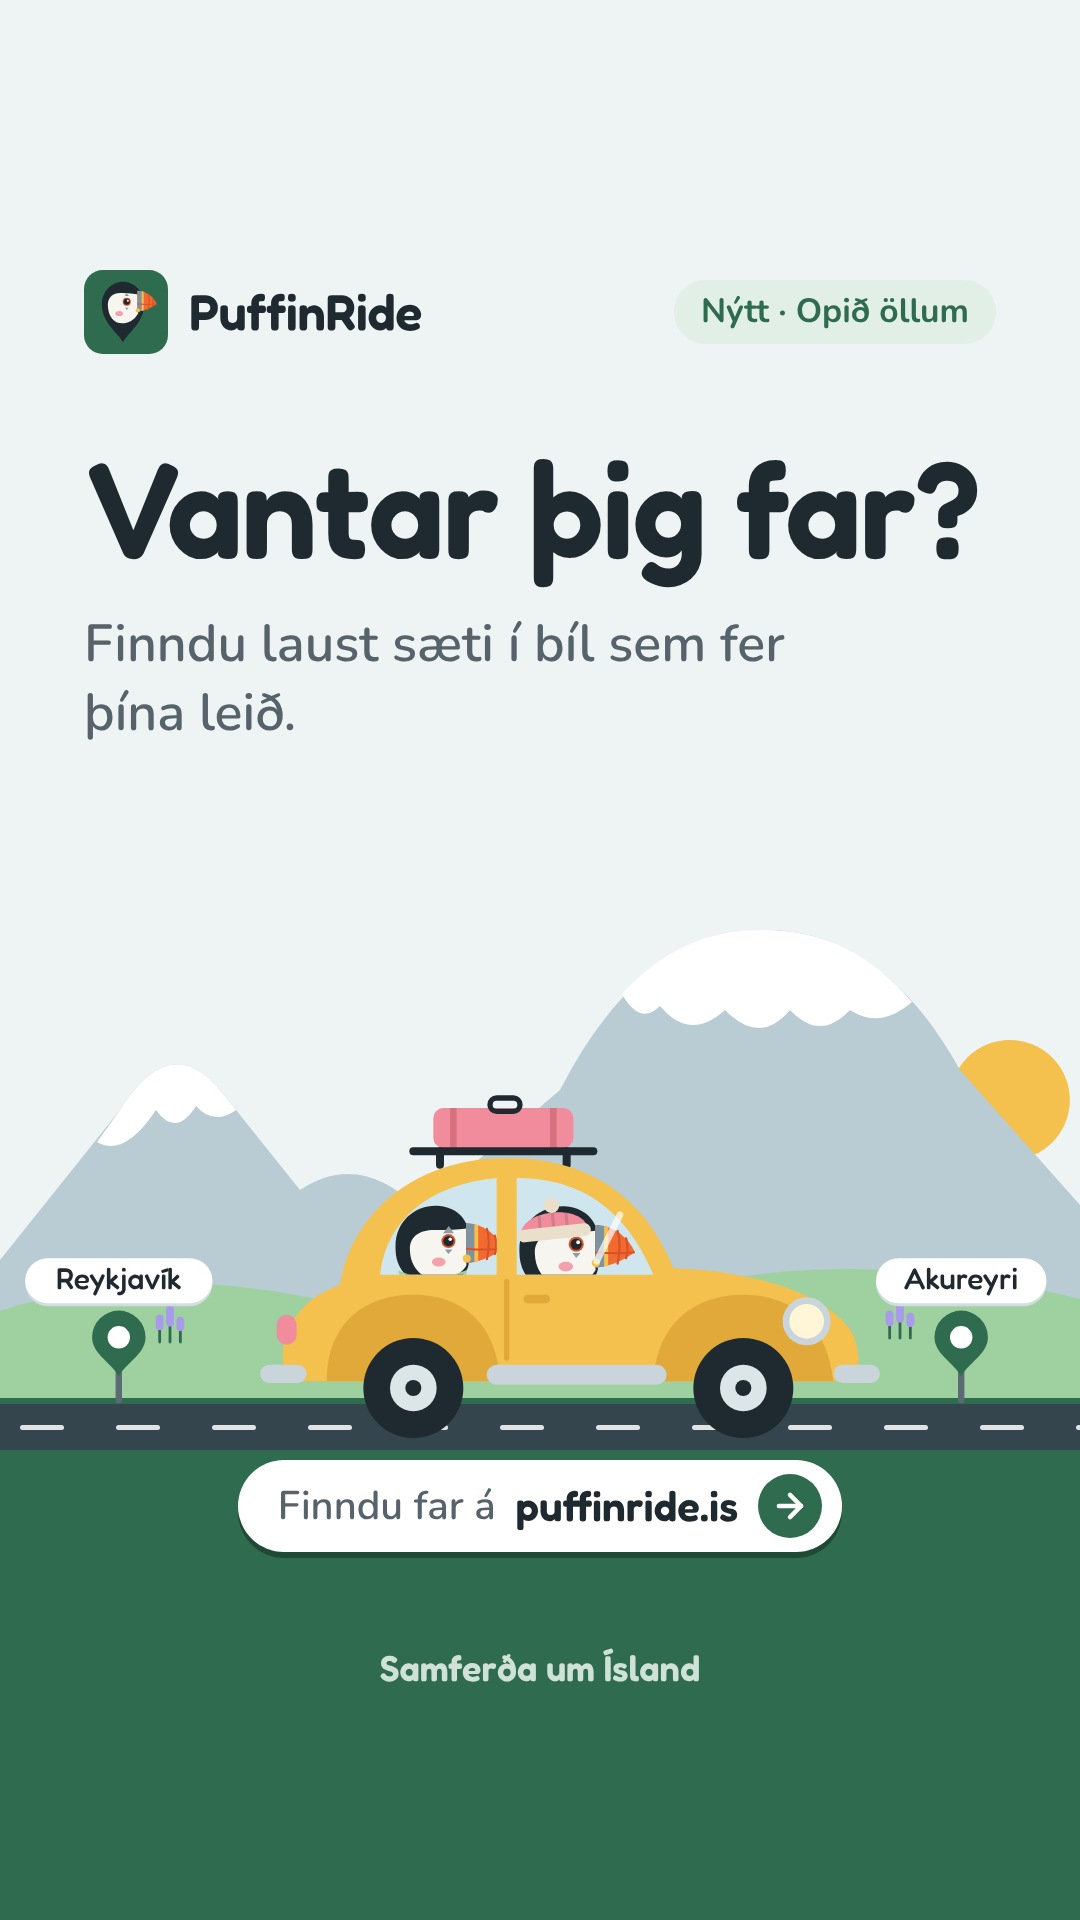 PuffinRide
Nýtt · Opið öllum
Vantar þig far?
Finndu laust sæti í bíl sem fer
þína leið.
Reykjavík
Akureyri
Finndu far á puffinride.is
Samferða um Ísland